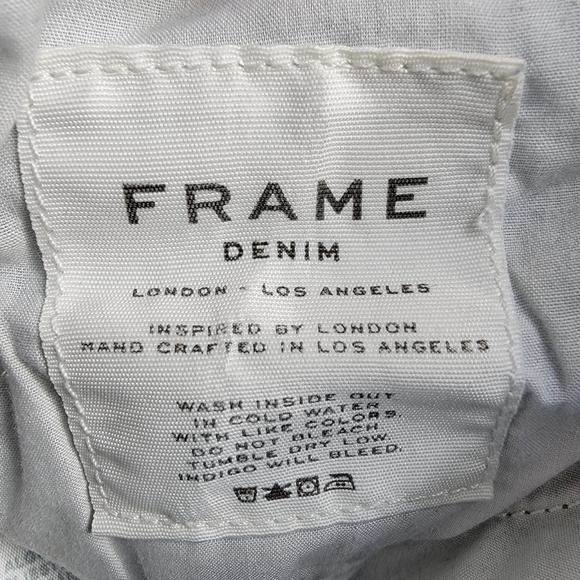 FRAME
DENIM
LONDON - LOS ANGELES
INSPIRED BY LONDON
HAND CRAFTED IN LOS ANGELES
WASH INSIDE OUT
IN COLD WATER
WITH LIKE COLORS.
DO NOT BLEACH
TUMBLE DRY LOW.
INDIGO WILL BLEED.